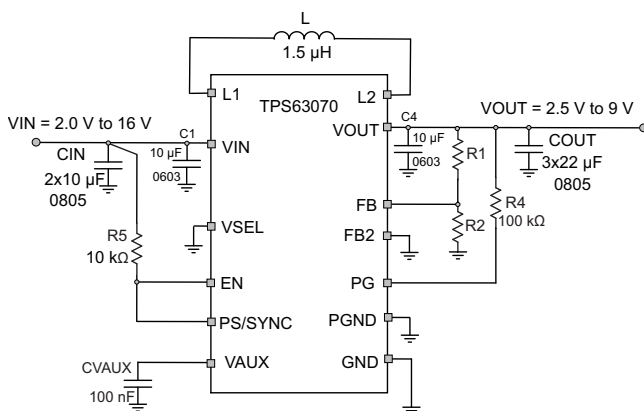 L
1.5 µH
L1
TPS63070
L2
VIN = 2.0 V to 16 V
VOUT = 2.5 V to 9 V
CIN
2x10 µF
0805
C1
10 µF
0603
VIN
VOUT
C4
10 µF
0603
R1
COUT
3x22 µF
0805
R5
10 kΩ
VSEL
FB
R2
R4
100 kΩ
FB2
EN
PG
PS/SYNC
PGND
VAUX
GND
CVAUX
100 nF